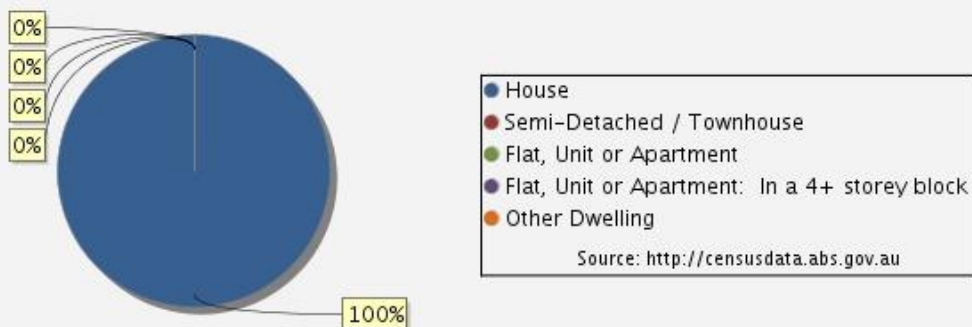 0%
0%
0%
0%
100%
House
Semi-Detached / Townhouse
Flat, Unit or Apartment
Flat, Unit or Apartment: In a 4+ storey block
Other Dwelling
Source: http://censusdata.abs.gov.au